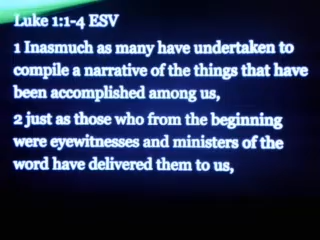 Luke 1:1-4 ESV
1 Inasmuch as many have undertaken to
compile a narrative of the things that have
been accomplished among us,
2 just as those who from the beginning
were eyewitnesses and ministers of the
word have delivered them to us,